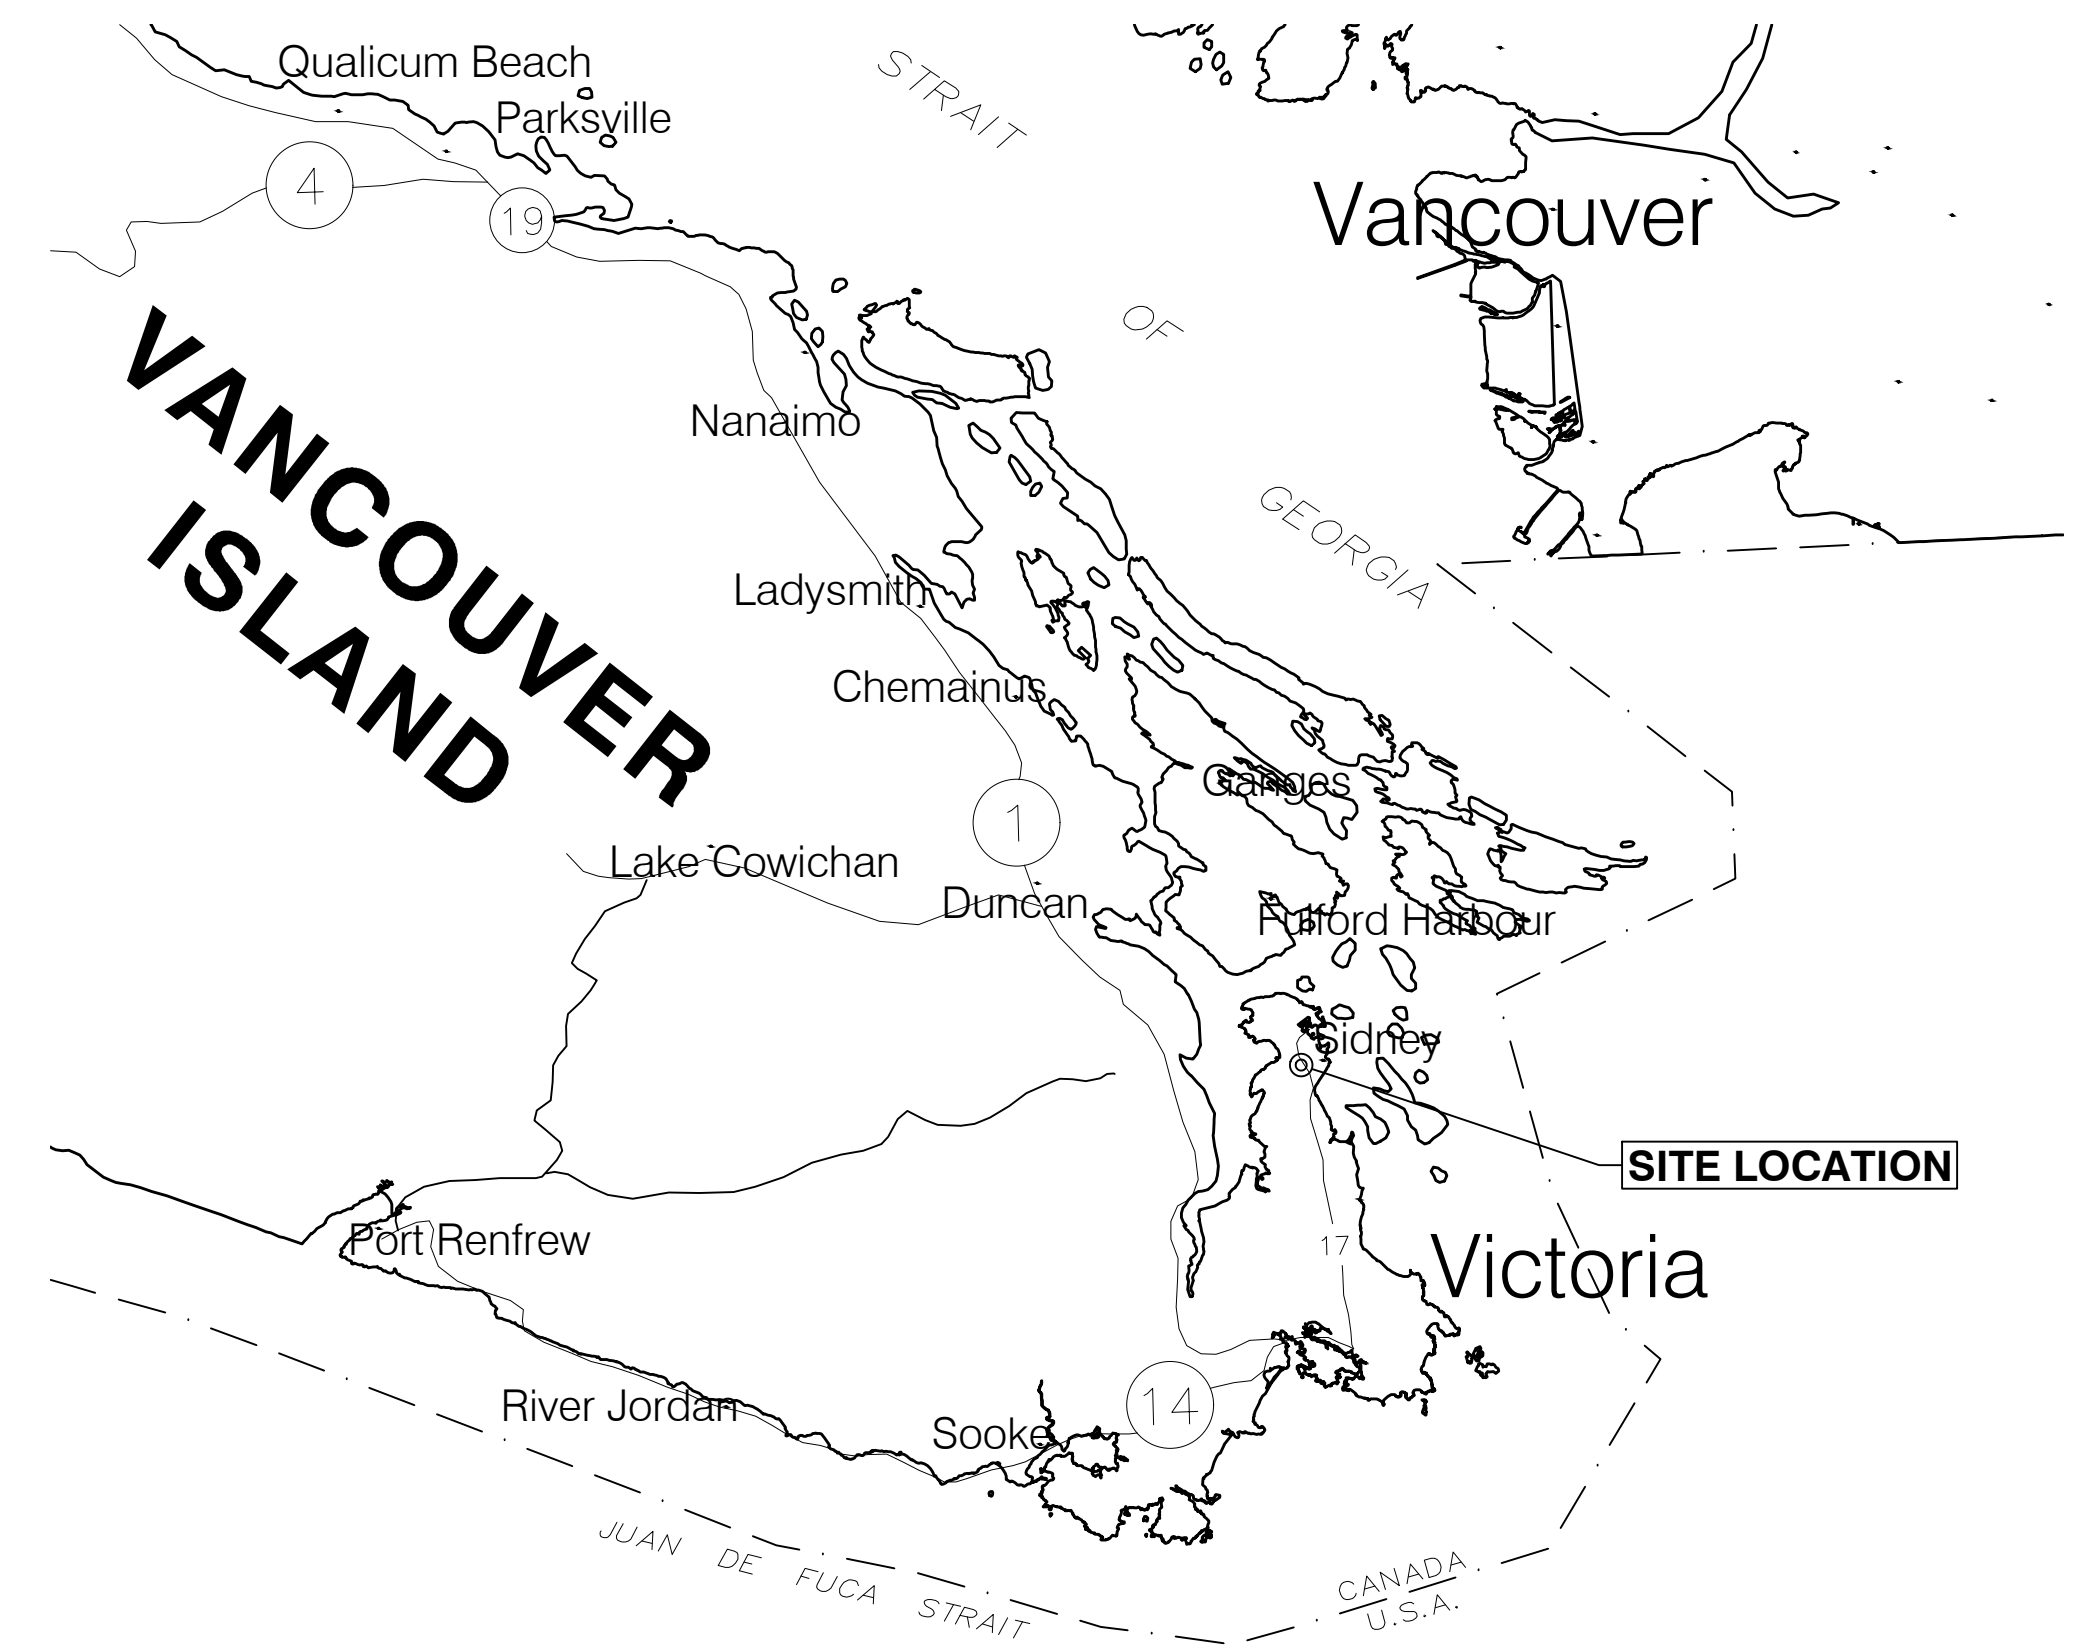 Qualicum Beach
Parksville
STRAIT
OF
GEORGIA
4
19
Vancouver
VANCOUVER
ISLAND
Nanaimo
Ladysmith
Chemainus
Ganges
1
Lake Cowichan
Duncan
Fulford Harbour
Sidney
SITE LOCATION
Port Renfrew
17
Victoria
River Jordan
14
Sooke
JUAN DE FUCA STRAIT
CANADA
U.S.A.